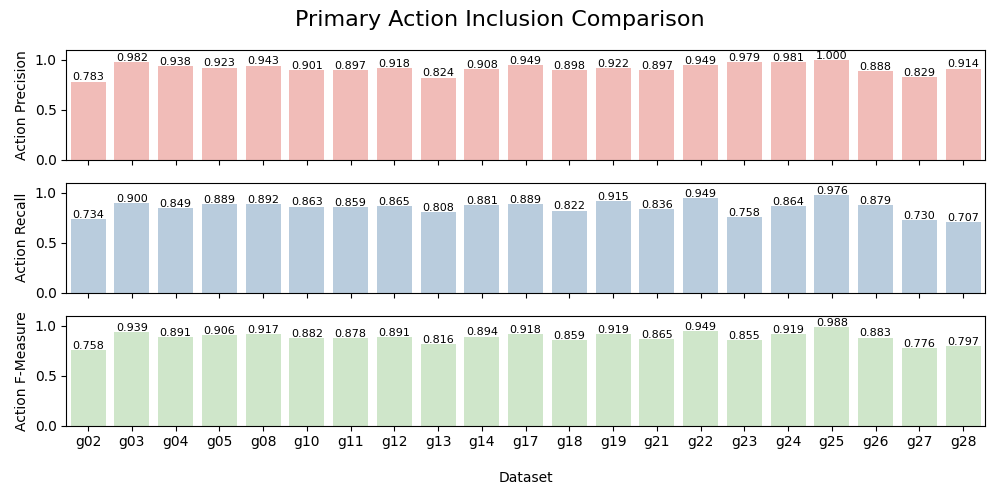 Primary Action Inclusion Comparison
Action Precision
1.0
0.5
0.0
0.783 0.982 0.938 0.923 0.943 0.901 0.897 0.918 0.824 0.908 0.949 0.898 0.922 0.897 0.949 0.979 0.981 1.000 0.888 0.829 0.914
Action Recall
1.0
0.5
0.0
0.734 0.900 0.849 0.889 0.892 0.863 0.859 0.865 0.808 0.881 0.889 0.822 0.915 0.836 0.949 0.758 0.864 0.976 0.879 0.730 0.707
Action F-Measure
1.0
0.5
0.0
0.758 0.939 0.891 0.906 0.917 0.882 0.878 0.891 0.816 0.894 0.918 0.859 0.919 0.865 0.949 0.855 0.919 0.988 0.883 0.776 0.797
g02 g03 g04 g05 g08 g10 g11 g12 g13 g14 g17 g18 g19 g21 g22 g23 g24 g25 g26 g27 g28
Dataset